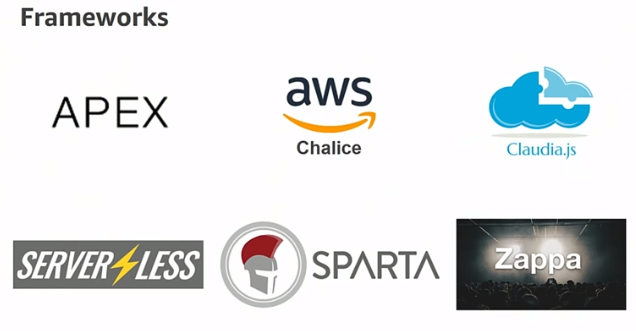 Frameworks
APEX
aws
Chalice
Claudia.js
SERVERLESS
SPARTA
Zappa